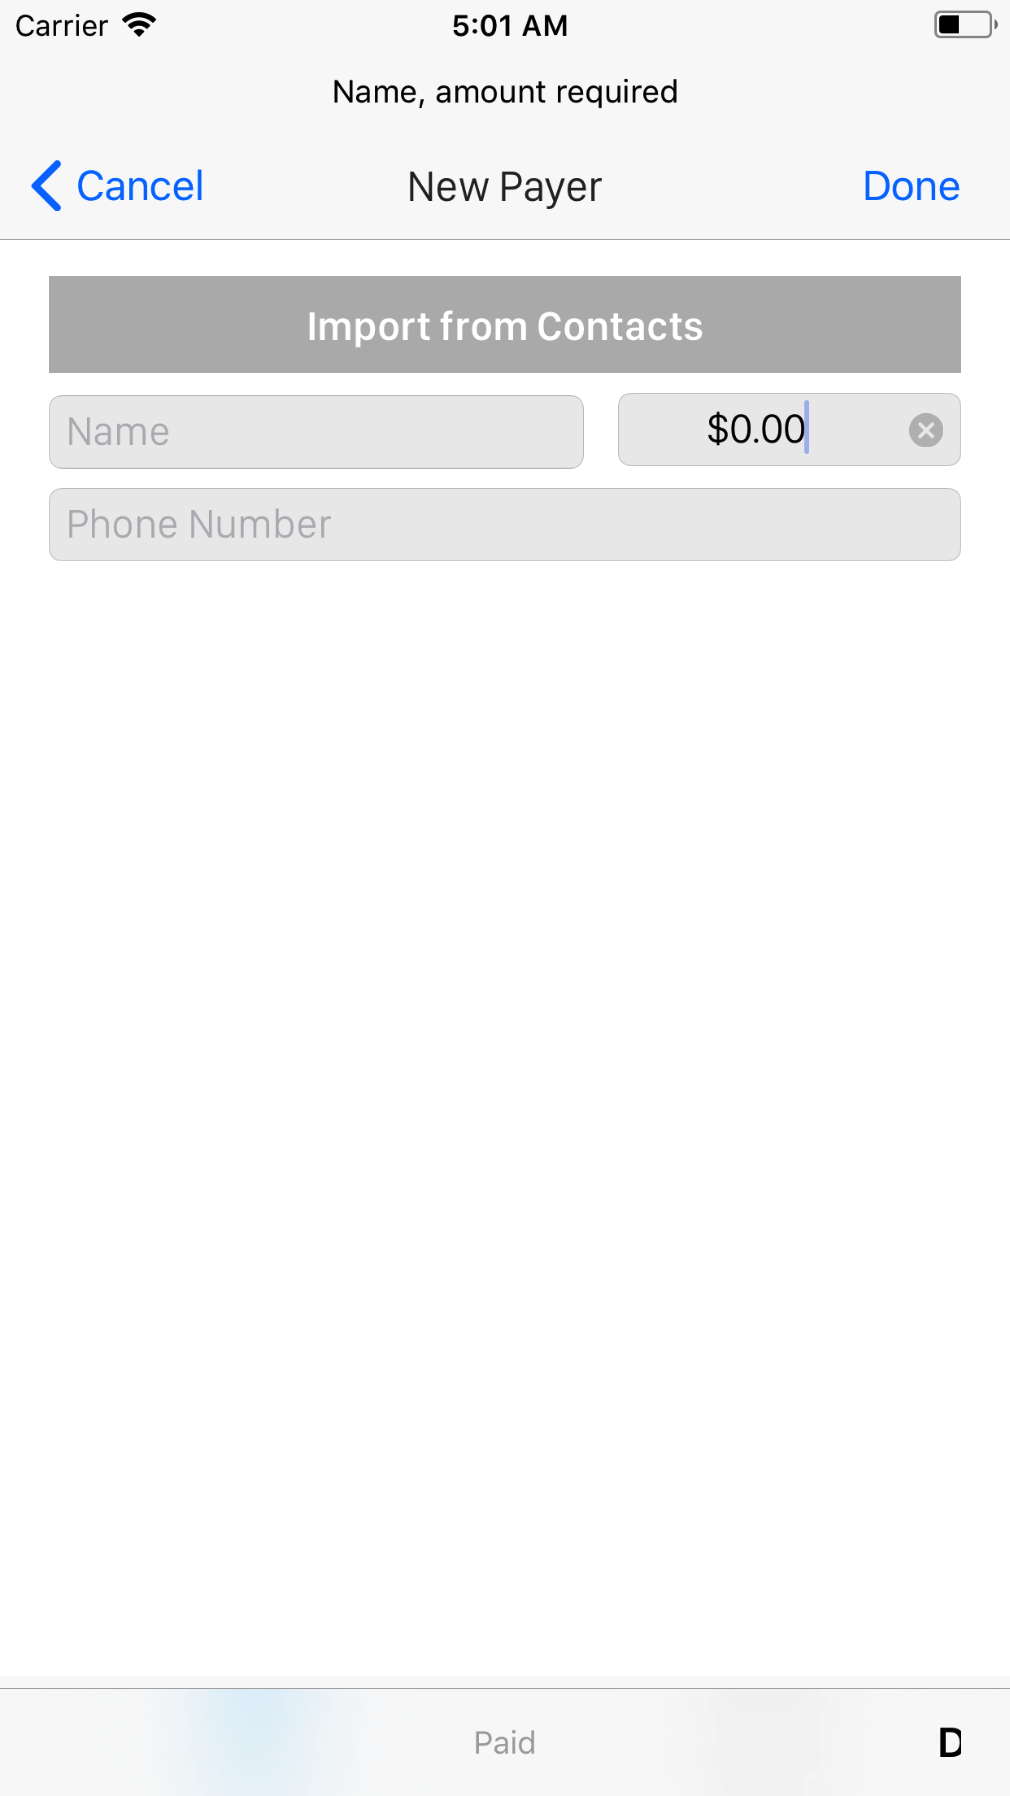 Carrier
5:01 AM
Name, amount required
Cancel
New Payer
Done
Import from Contacts
Name
$0.00
Phone Number
Paid
D